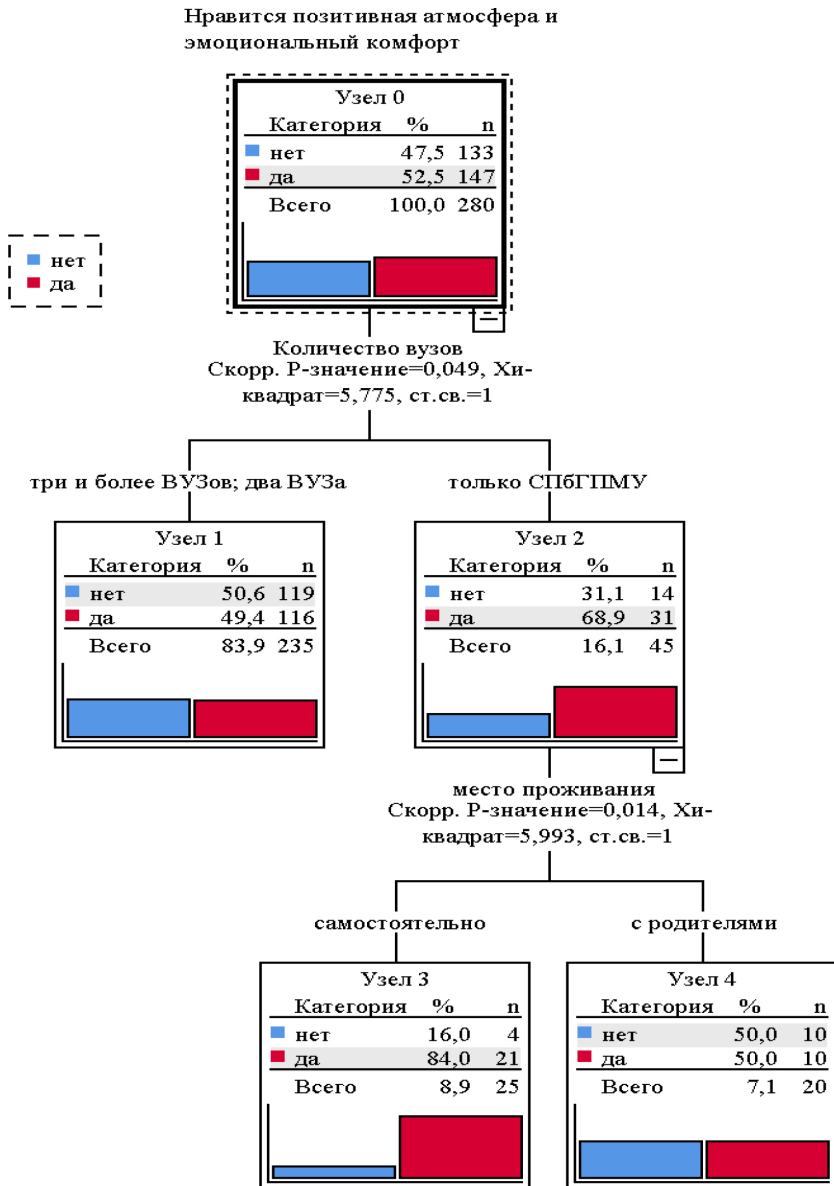 Нравится позитивная атмосфера и
эмоциональный комфорт
Узел 0
Категория % n
нет 47,5 133
да 52,5 147
Всего 100,0 280
нет
да
Количество вузов
Скорр. Р-значение=0,049, Хи-
квадрат=5,775, ст.св.=1
три и более ВУЗов; два ВУЗа
только СПбГПМУ
Узел 1
Категория % n
нет 50,6 119
да 49,4 116
Всего 83,9 235
Узел 2
Категория % n
нет 31,1 14
да 68,9 31
Всего 16,1 45
место проживания
Скорр. Р-значение=0,014, Хи-
квадрат=5,993, ст.св.=1
самостоятельно
с родителями
Узел 3
Категория % n
нет 16,0 4
да 84,0 21
Всего 8,9 25
Узел 4
Категория % n
нет 50,0 10
да 50,0 10
Всего 7,1 20